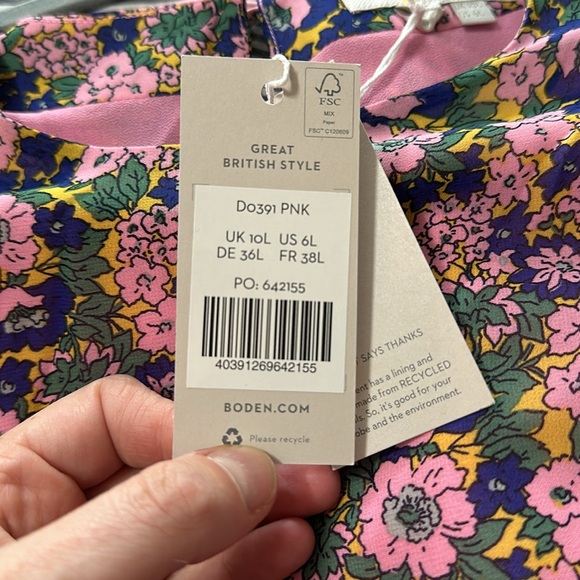 FSC
MIX
Paper
FSC™ C120609
GREAT
BRITISH STYLE
D0391 PNK
UK 10L US 6L
DE 36L FR 38L
PO: 642155
40391269642155
BODEN.COM
Please recycle
SAYS THANKS
has a lining and
made from RECYCLED
So, it's good for your
and the environment.